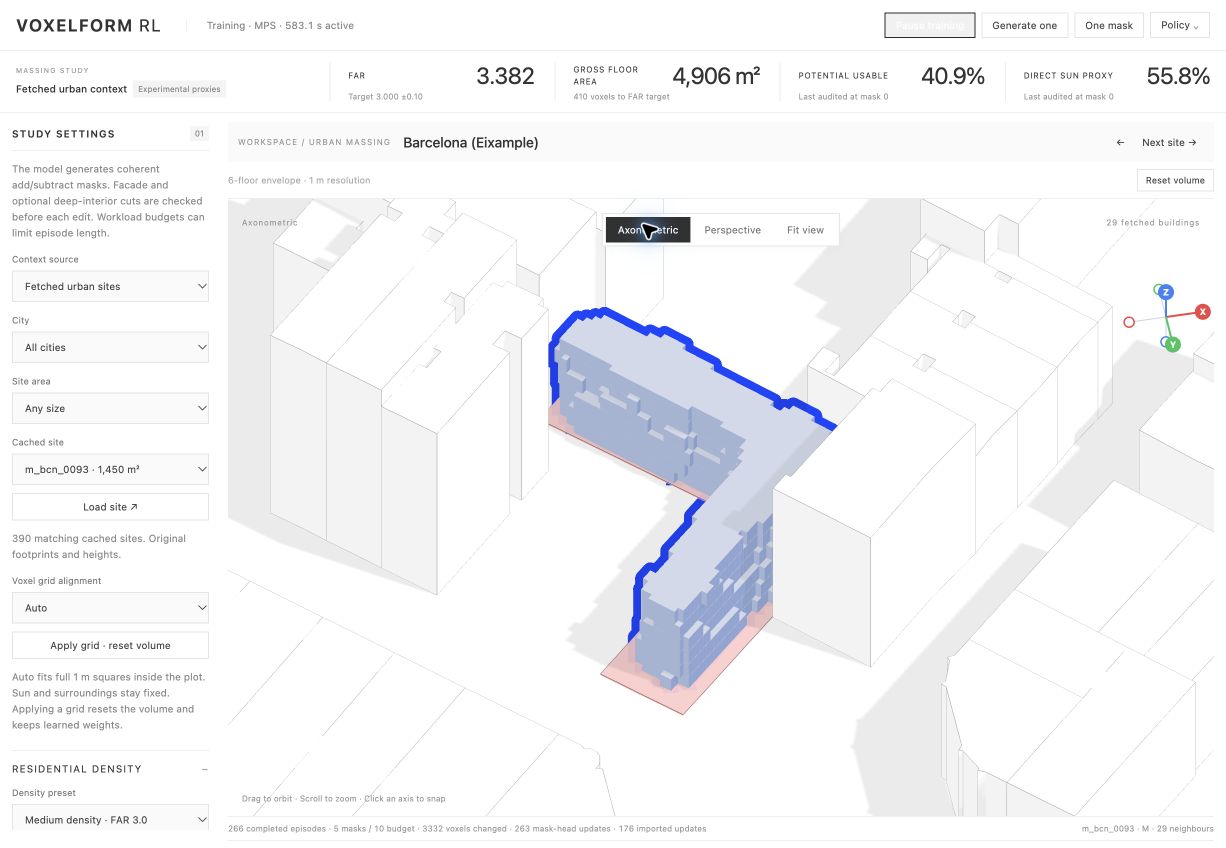 VOXELFORM RL
Training · MPS · 583.1 s active
Pause training
Generate one
One mask
Policy
MASSING STUDY
Fetched urban context
Experimental proxies
FAR
3.382
Target 3.000 ±0.10
GROSS FLOOR
AREA
4,906 m²
410 voxels to FAR target
POTENTIAL USABLE
40.9%
Last audited at mask 0
DIRECT SUN PROXY
55.8%
Last audited at mask 0
STUDY SETTINGS
01
The model generates coherent
add/subtract masks. Facade and
optional deep-interior cuts are checked
before each edit. Workload budgets can
limit episode length.
Context source
Fetched urban sites
City
All cities
Site area
Any size
Cached site
m_bcn_0093 · 1,450 m²
Load site ↗
390 matching cached sites. Original
footprints and heights.
Voxel grid alignment
Auto
Apply grid · reset volume
Auto fits full 1 m squares inside the plot.
Sun and surroundings stay fixed.
Applying a grid resets the volume and
keeps learned weights.
RESIDENTIAL DENSITY
–
Density preset
Medium density · FAR 3.0
WORKSPACE / URBAN MASSING
Barcelona (Eixample)
←
Next site →
6-floor envelope · 1 m resolution
Reset volume
Axonometric
Axonometric
Perspective
Fit view
29 fetched buildings
Z
X
Y
Drag to orbit · Scroll to zoom · Click an axis to snap
266 completed episodes · 5 masks / 10 budget · 3332 voxels changed · 263 mask-head updates · 176 imported updates
m_bcn_0093 · M · 29 neighbours